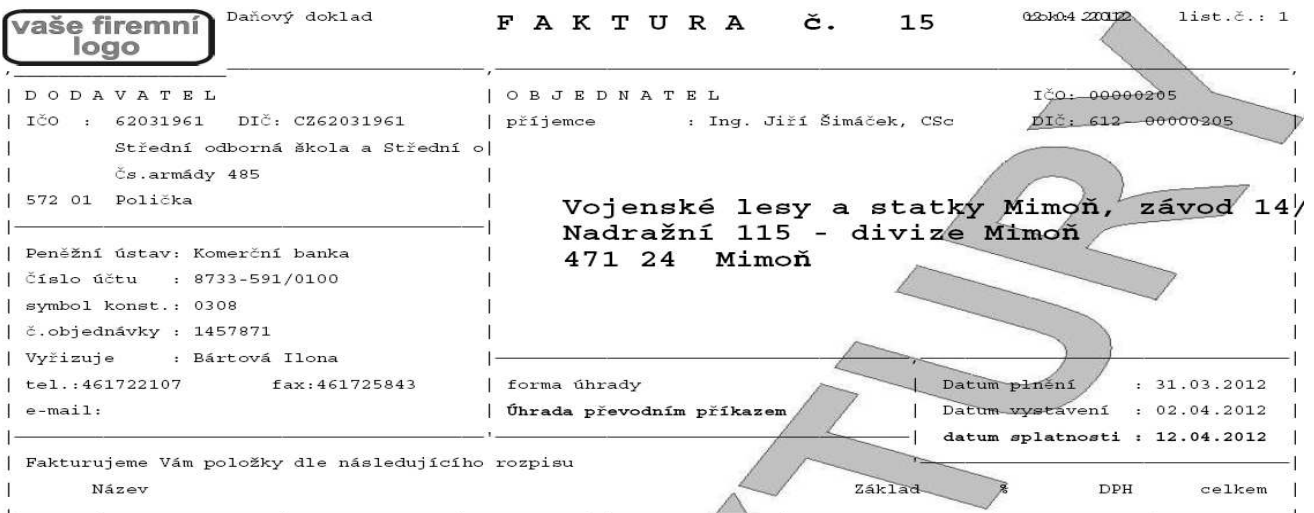 vaše firemní
logo
Daňový doklad
FAKTURA č. 15
list.č.: 1
DODAVATEL
IČO : 62031961 DIČ: CZ62031961
Střední odborná škola a Střední o
Čs.armády 485
572 01 Polička
OBJEDNATEL IČO: 00000205
příjemce : Ing. Jiří Šimáček, CSc DIČ: 612- 00000205
Vojenské lesy a statky Mimoň, závod 14/
Nadražní 115 - divize Mimoň
471 24 Mimoň
Peněžní ústav: Komerční banka
číslo účtu : 8733-591/0100
symbol konst.: 0308
č.objednávky : 1457871
Vyřizuje : Bártová Ilona
tel.:461722107 fax:461725843
e-mail:
forma úhrady
Úhrada převodním příkazem
Datum plnění : 31.03.2012
Datum vystavení : 02.04.2012
datum splatnosti : 12.04.2012
Fakturujeme Vám položky dle následujícího rozpisu
Název Základ % DPH celkem
TURY